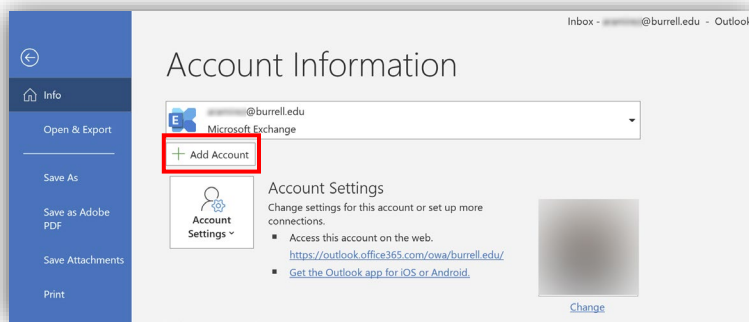 Inbox - @burrell.edu - Outlook
Account Information
Info
@burrell.edu
Microsoft Exchange
Open & Export
+ Add Account
Save As
Account Settings
Change settings for this account or set up more
connections.
Account
Settings
Access this account on the web.
https://outlook.office365.com/owa/burrell.edu/
Get the Outlook app for iOS or Android.
Save as Adobe
PDF
Save Attachments
Print
Change